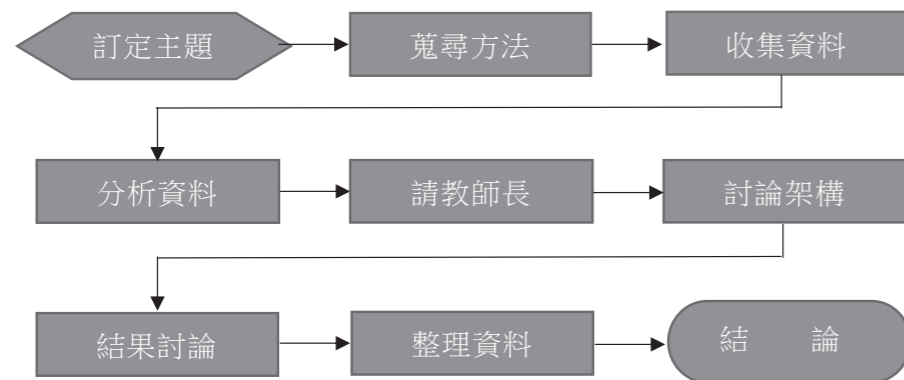 訂定主題
蒐尋方法
收集資料
分析資料
請教師長
討論架構
結果討論
整理資料
結　　論